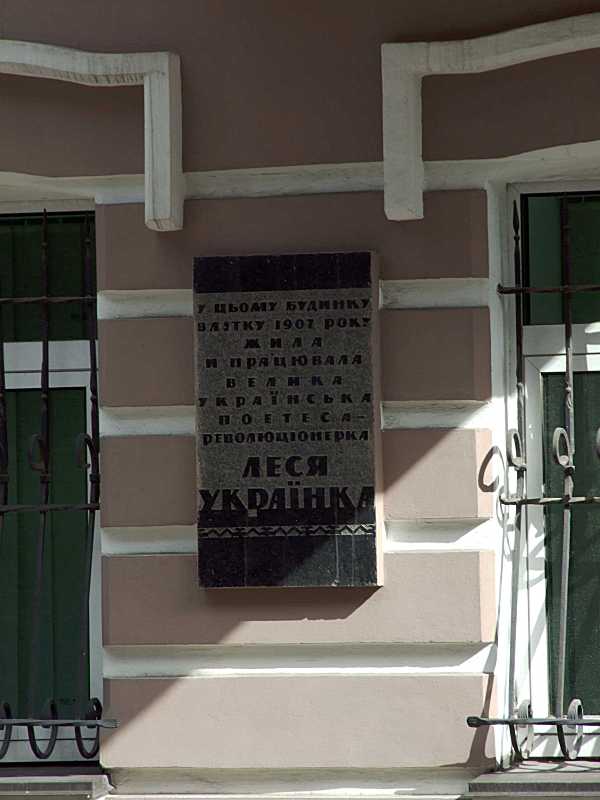 У ЦЬОМУ БУДИНКУ
ВЛІТКУ 1907 РОКУ
ЖИЛА
И ПРАЦЮВАЛА
ВЕЛИКА
УКРАЇНСЬКА
ПОЕТЕСА-
РЕВОЛЮЦІОНЕРКА
ЛЕСЯ
УКРАЇНКА